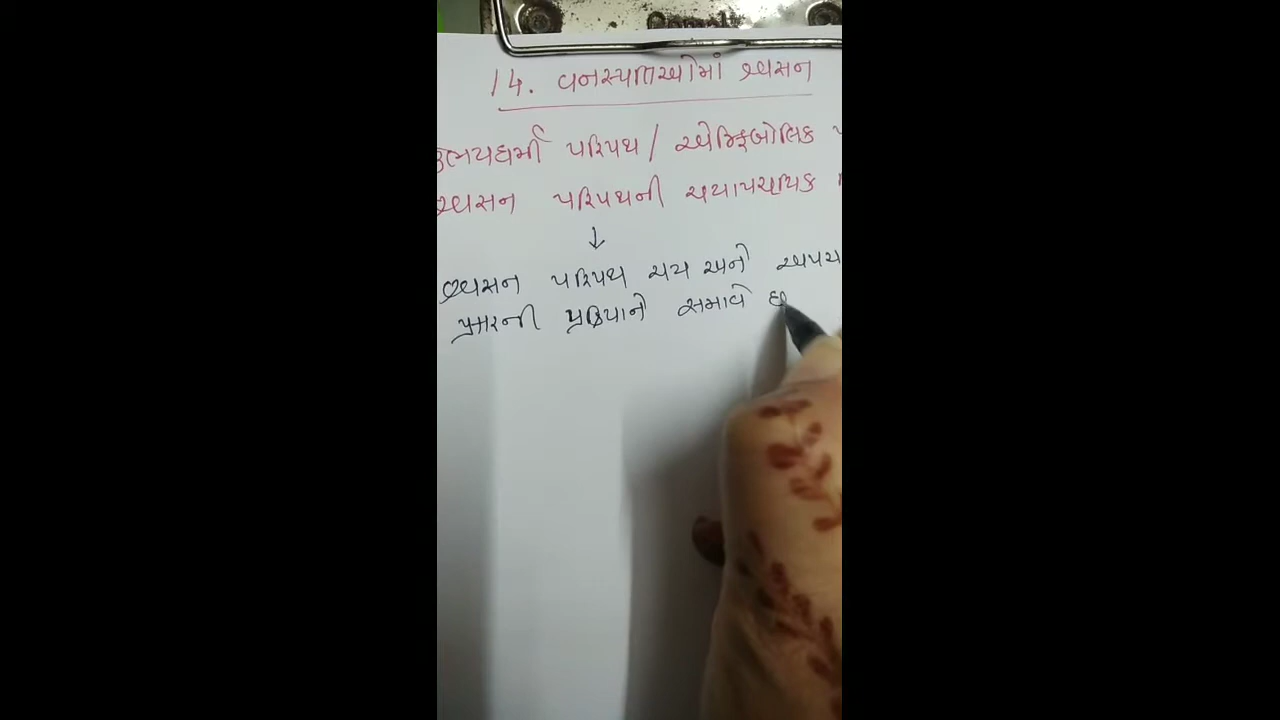 14. વનસ્પતિઓમાં શ્વસન
ઉભયધર્મી પરિપથ / એમ્ફિબોલિક
શ્વસન પરિપથની ચયાપચયિક
↓
શ્વસન પરિપથ ચય અને અપચ
પ્રકારની પ્રક્રિયાને સમાવે છ